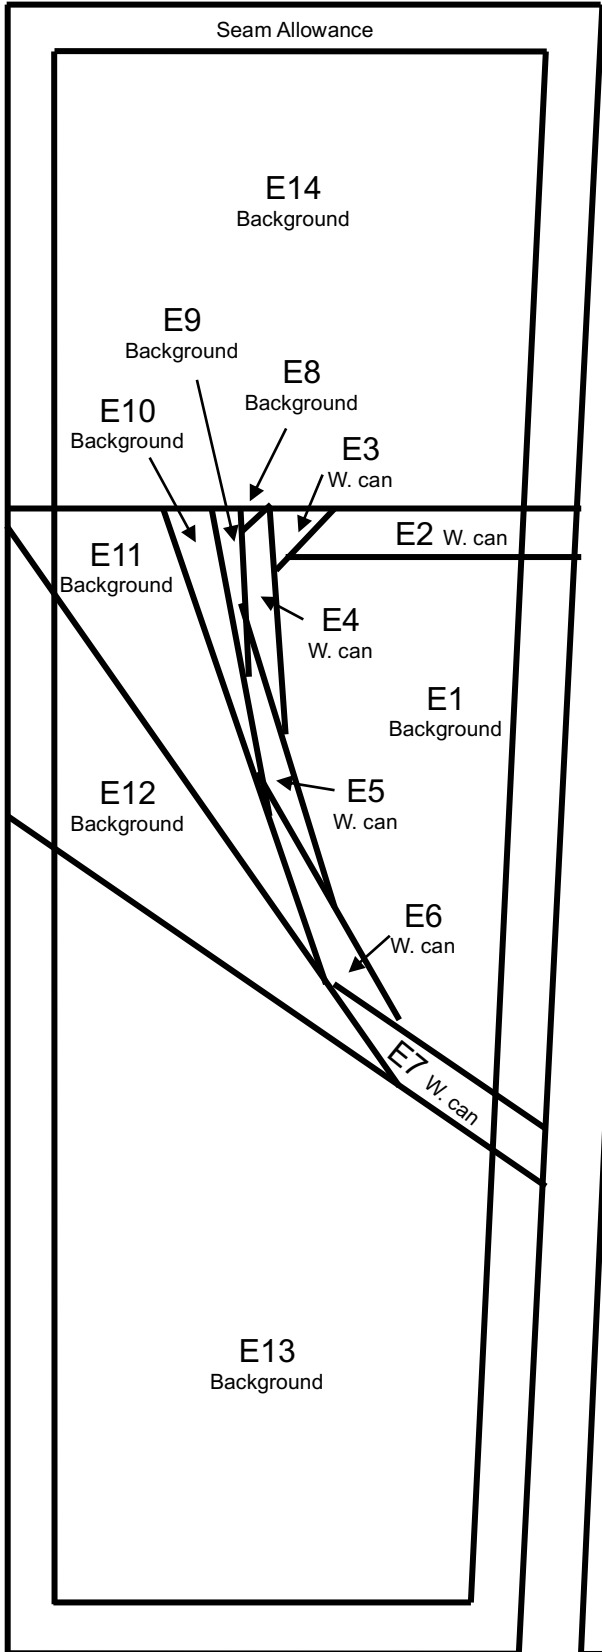 Seam Allowance
E14
Background
E9
Background
E8
Background
E10
Background
E3
W. can
E2 W. can
E11
Background
E4
W. can
E1
Background
E5
W. can
E12
Background
E6
W. can
E7 W. can
E13
Background